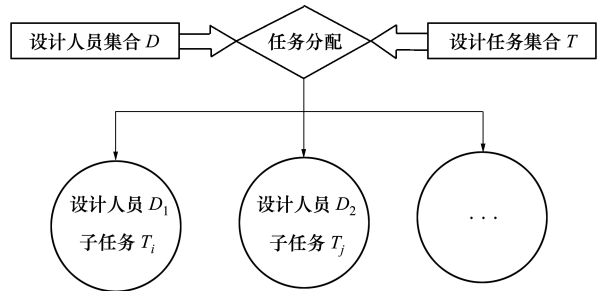 设计人员集合 D
任务分配
设计任务集合 T
设计人员 D₁
子任务 Tᵢ
设计人员 D₂
子任务 Tⱼ
...